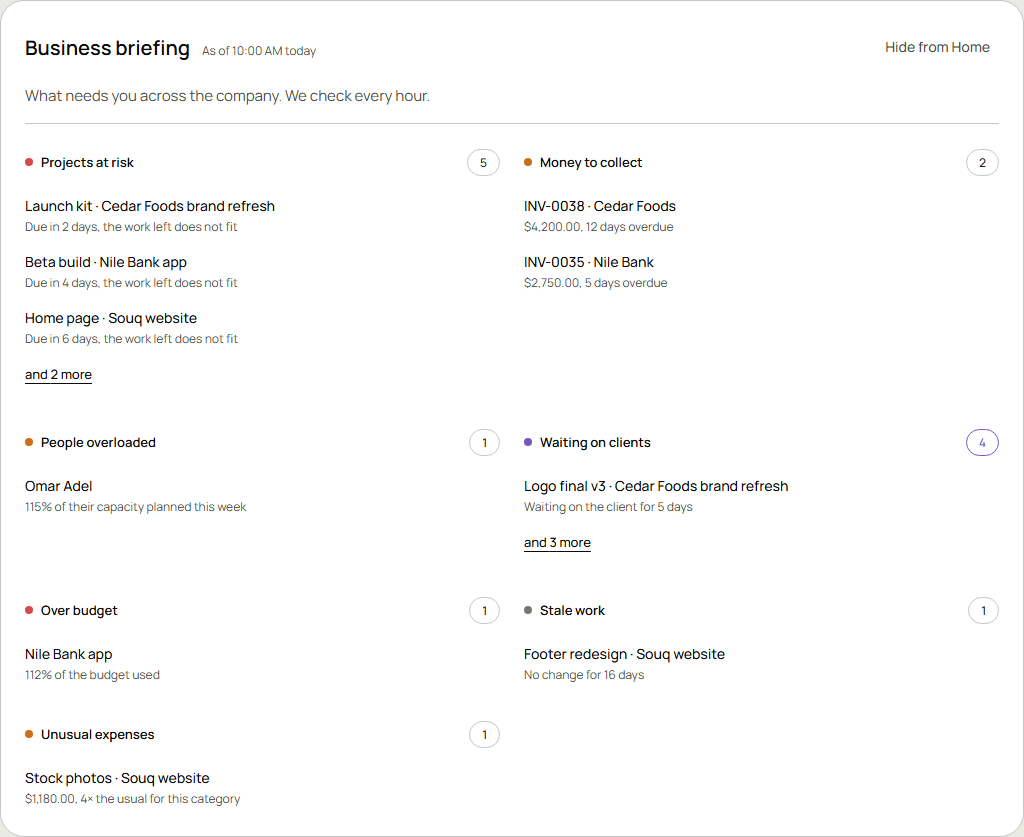 Business briefing As of 10:00 AM today
Hide from Home
What needs you across the company. We check every hour.
Projects at risk 5
Launch kit · Cedar Foods brand refresh
Due in 2 days, the work left does not fit
Beta build · Nile Bank app
Due in 4 days, the work left does not fit
Home page · Souq website
Due in 6 days, the work left does not fit
and 2 more
Money to collect 2
INV-0038 · Cedar Foods
$4,200.00, 12 days overdue
INV-0035 · Nile Bank
$2,750.00, 5 days overdue
People overloaded 1
Omar Adel
115% of their capacity planned this week
Waiting on clients 4
Logo final v3 · Cedar Foods brand refresh
Waiting on the client for 5 days
and 3 more
Over budget 1
Nile Bank app
112% of the budget used
Stale work 1
Footer redesign · Souq website
No change for 16 days
Unusual expenses 1
Stock photos · Souq website
$1,180.00, 4× the usual for this category